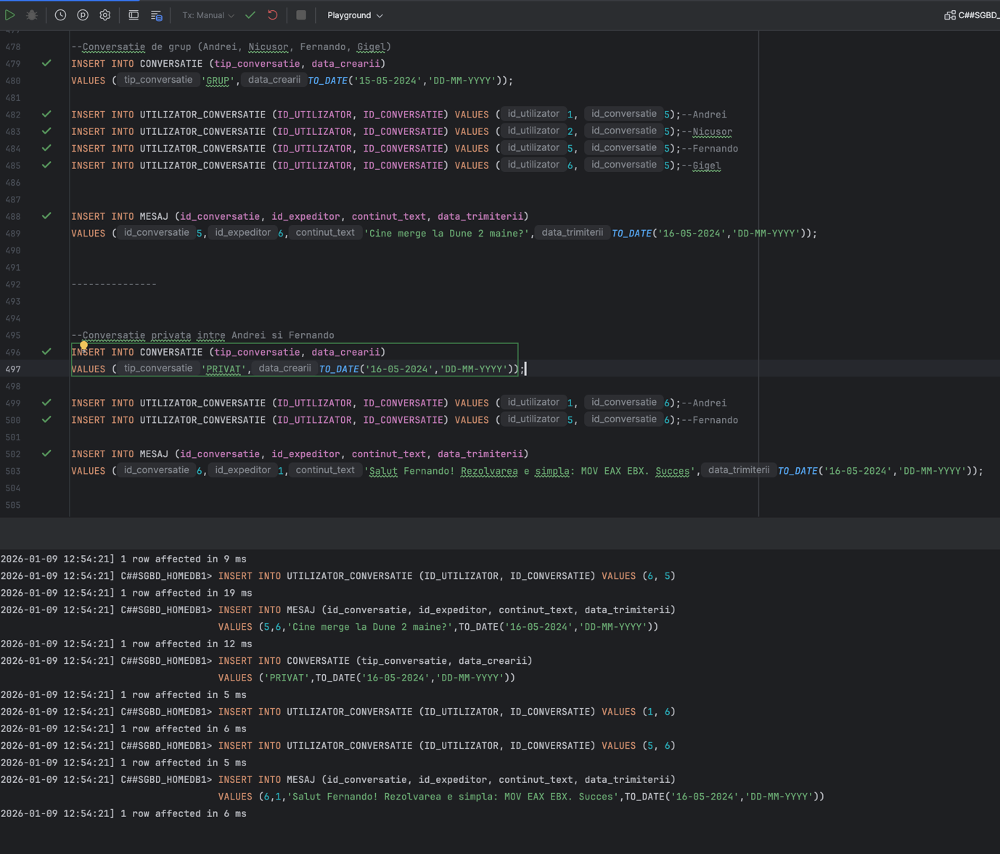 Tx: Manual Playground C##SGBD_
478 --Conversatie de grup (Andrei, Nicusor, Fernando, Gigel)
479 INSERT INTO CONVERSATIE (tip_conversatie, data_crearii)
480 VALUES ( tip_conversatie 'GRUP', data_crearii TO_DATE('15-05-2024','DD-MM-YYYY'));
481
482 INSERT INTO UTILIZATOR_CONVERSATIE (ID_UTILIZATOR, ID_CONVERSATIE) VALUES ( id_utilizator 1, id_conversatie 5);--Andrei
483 INSERT INTO UTILIZATOR_CONVERSATIE (ID_UTILIZATOR, ID_CONVERSATIE) VALUES ( id_utilizator 2, id_conversatie 5);--Nicusor
484 INSERT INTO UTILIZATOR_CONVERSATIE (ID_UTILIZATOR, ID_CONVERSATIE) VALUES ( id_utilizator 5, id_conversatie 5);--Fernando
485 INSERT INTO UTILIZATOR_CONVERSATIE (ID_UTILIZATOR, ID_CONVERSATIE) VALUES ( id_utilizator 6, id_conversatie 5);--Gigel
486
487
488 INSERT INTO MESAJ (id_conversatie, id_expeditor, continut_text, data_trimiterii)
489 VALUES ( id_conversatie 5, id_expeditor 6, continut_text 'Cine merge la Dune 2 maine?', data_trimiterii TO_DATE('16-05-2024','DD-MM-YYYY'));
490
491
492 ---------------
493
494
495 --Conversatie privata intre Andrei si Fernando
496 INSERT INTO CONVERSATIE (tip_conversatie, data_crearii)
497 VALUES ( tip_conversatie 'PRIVAT', data_crearii TO_DATE('16-05-2024','DD-MM-YYYY'));
498
499 INSERT INTO UTILIZATOR_CONVERSATIE (ID_UTILIZATOR, ID_CONVERSATIE) VALUES ( id_utilizator 1, id_conversatie 6);--Andrei
500 INSERT INTO UTILIZATOR_CONVERSATIE (ID_UTILIZATOR, ID_CONVERSATIE) VALUES ( id_utilizator 5, id_conversatie 6);--Fernando
501
502 INSERT INTO MESAJ (id_conversatie, id_expeditor, continut_text, data_trimiterii)
503 VALUES ( id_conversatie 6, id_expeditor 1, continut_text 'Salut Fernando! Rezolvarea e simpla: MOV EAX EBX. Succes', data_trimiterii TO_DATE('16-05-2024','DD-MM-YYYY'));
504
505
2026-01-09 12:54:21] 1 row affected in 9 ms
2026-01-09 12:54:21] C##SGBD_HOMEDB1> INSERT INTO UTILIZATOR_CONVERSATIE (ID_UTILIZATOR, ID_CONVERSATIE) VALUES (6, 5)
2026-01-09 12:54:21] 1 row affected in 19 ms
2026-01-09 12:54:21] C##SGBD_HOMEDB1> INSERT INTO MESAJ (id_conversatie, id_expeditor, continut_text, data_trimiterii)
VALUES (5,6,'Cine merge la Dune 2 maine?',TO_DATE('16-05-2024','DD-MM-YYYY'))
2026-01-09 12:54:21] 1 row affected in 12 ms
2026-01-09 12:54:21] C##SGBD_HOMEDB1> INSERT INTO CONVERSATIE (tip_conversatie, data_crearii)
VALUES ('PRIVAT',TO_DATE('16-05-2024','DD-MM-YYYY'))
2026-01-09 12:54:21] 1 row affected in 5 ms
2026-01-09 12:54:21] C##SGBD_HOMEDB1> INSERT INTO UTILIZATOR_CONVERSATIE (ID_UTILIZATOR, ID_CONVERSATIE) VALUES (1, 6)
2026-01-09 12:54:21] 1 row affected in 6 ms
2026-01-09 12:54:21] C##SGBD_HOMEDB1> INSERT INTO UTILIZATOR_CONVERSATIE (ID_UTILIZATOR, ID_CONVERSATIE) VALUES (5, 6)
2026-01-09 12:54:21] 1 row affected in 5 ms
2026-01-09 12:54:21] C##SGBD_HOMEDB1> INSERT INTO MESAJ (id_conversatie, id_expeditor, continut_text, data_trimiterii)
VALUES (6,1,'Salut Fernando! Rezolvarea e simpla: MOV EAX EBX. Succes',TO_DATE('16-05-2024','DD-MM-YYYY'))
2026-01-09 12:54:21] 1 row affected in 6 ms